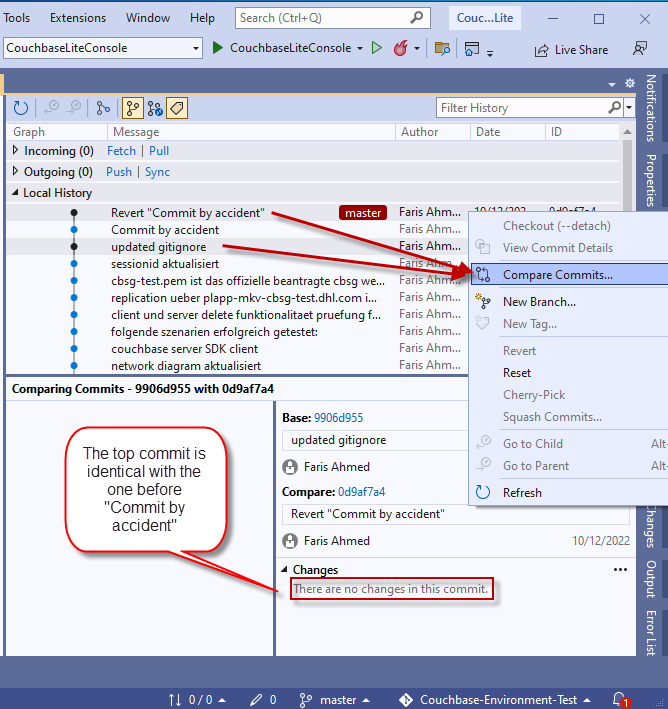 Tools Extensions Window Help Search (Ctrl+Q) Couc...Lite
CouchbaseLiteConsole CouchbaseLiteConsole Live Share
Filter History
Graph Message Author Date ID
Incoming (0) Fetch | Pull
Outgoing (0) Push | Sync
Local History
Revert "Commit by accident" master Faris Ahm... 10/12/202... 0d9af7a4
Commit by accident Faris Ahm...
updated gitignore Faris Ahm...
sessionid aktualisiert Faris Ahm...
cbsg-test.pem ist das offizielle beantragte cbsg we... Faris Ahm...
replication ueber plapp-mkv-cbsg-test.dhl.com i... Faris Ahm...
client und server delete funktionalitaet pruefung f... Faris Ahm...
folgende szenarien erfolgreich getestet: Faris Ahm...
couchbase server SDK client Faris Ahm...
network diagram aktualisiert Faris Ahm...
Checkout (--detach)
View Commit Details
Compare Commits...
New Branch...
New Tag...
Revert
Reset
Cherry-Pick
Squash Commits...
Go to Child Alt-
Go to Parent Alt-
Refresh
Comparing Commits - 9906d955 with 0d9af7a4
The top commit is
identical with the
one before
"Commit by
accident"
Base: 9906d955
updated gitignore
Faris Ahmed
Compare: 0d9af7a4
Revert "Commit by accident"
Faris Ahmed 10/12/2022
Changes
There are no changes in this commit.
Notifications
Properties
Changes
Output
Error List
0 / 0 0 master Couchbase-Environment-Test 1